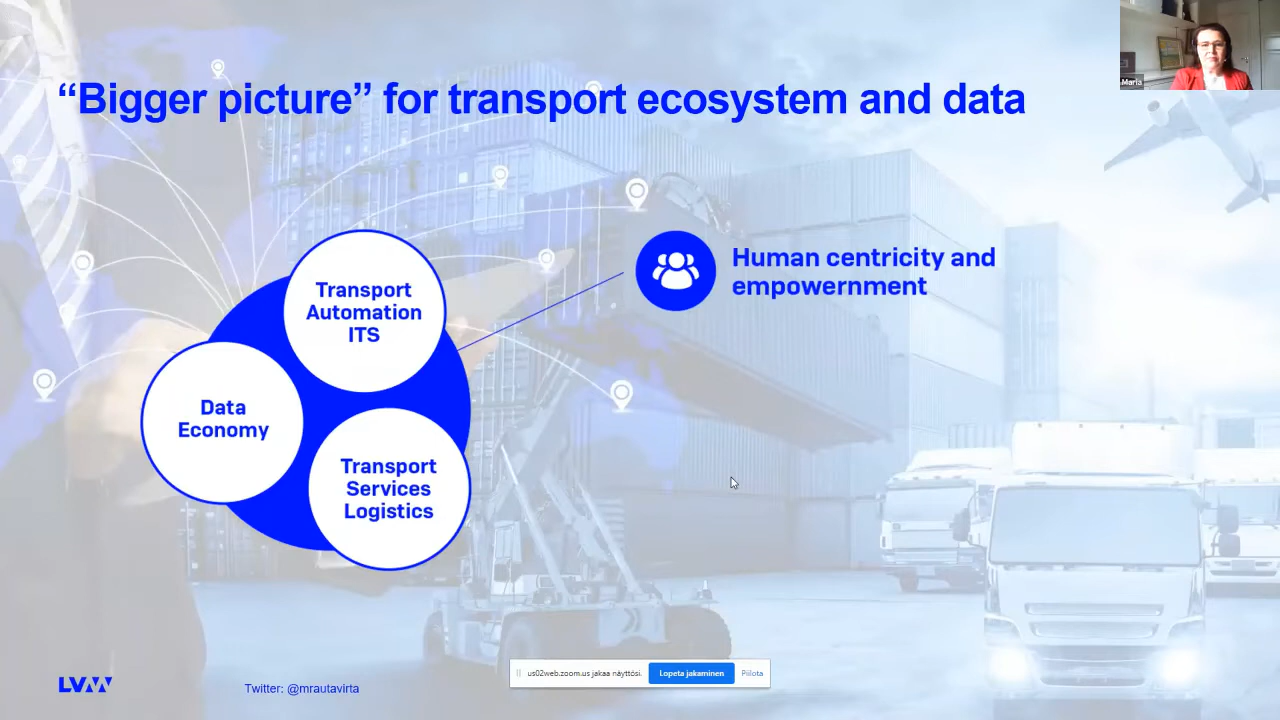 “Bigger picture” for transport ecosystem and data
Maria
Transport
Automation
ITS
Human centricity and
empowernment
Data
Economy
Transport
Services
Logistics
us02web.zoom.us jakaa näyttösi.
Lopeta jakaminen
Piilota
LVM
Twitter: @mrautavirta